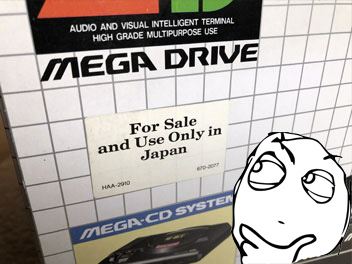 AUDIO AND VISUAL INTELLIGENT TERMINAL
HIGH GRADE MULTIPURPOSE USE
MEGA DRIVE
For Sale
and Use Only in
Japan
HAA-2910
670-2077
MEGA-CD SYSTEM